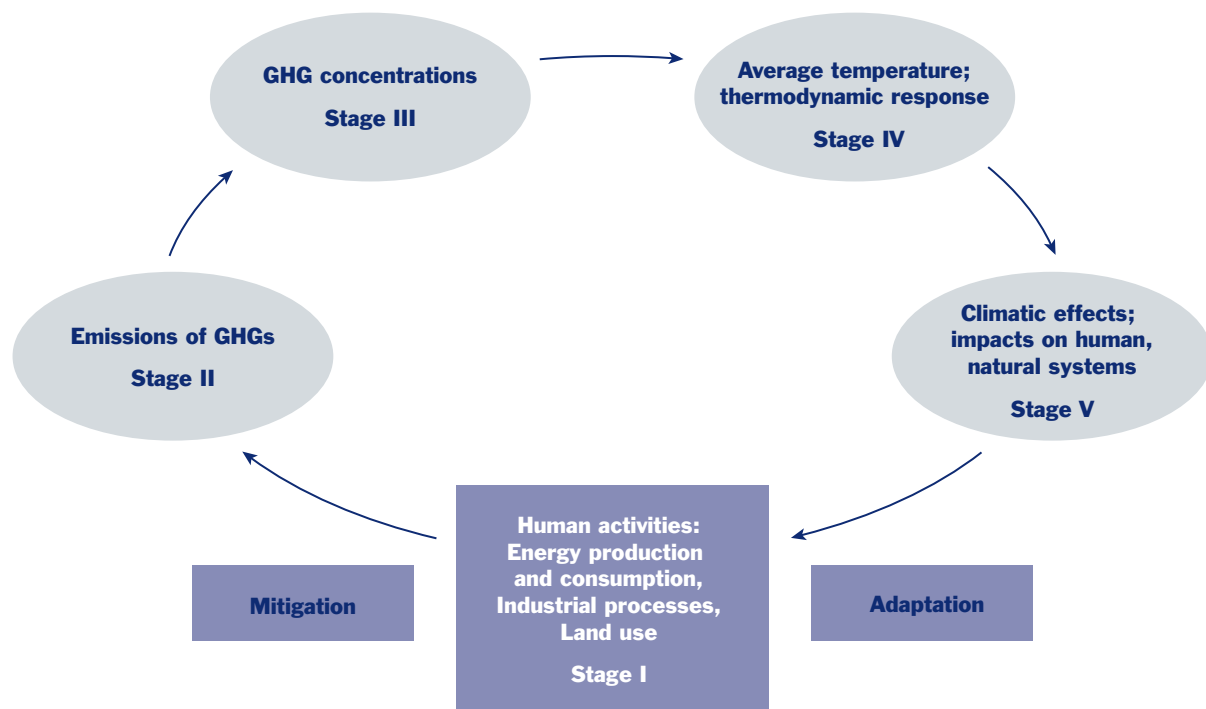 GHG concentrations
Stage III
Average temperature;
thermodynamic response
Stage IV
Emissions of GHGs
Stage II
Climatic effects;
impacts on human,
natural systems
Stage V
Human activities:
Energy production
and consumption,
Industrial processes,
Land use
Stage I
Mitigation
Adaptation